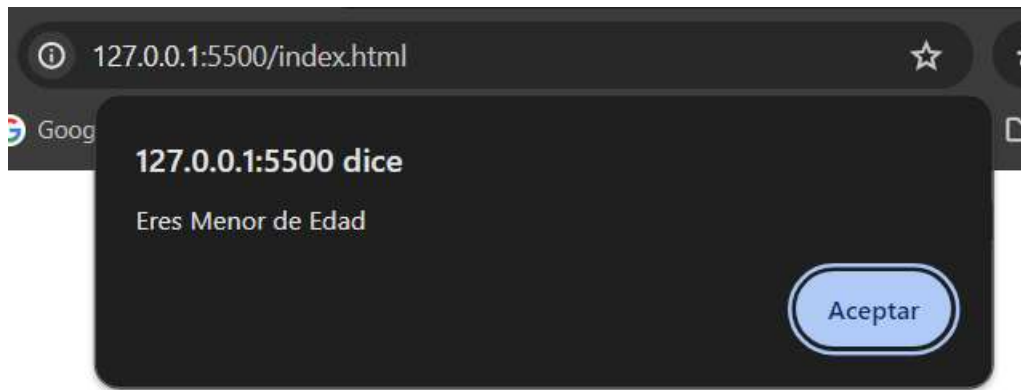 127.0.0.1:5500/index.html
Goog
127.0.0.1:5500 dice
Eres Menor de Edad
Aceptar